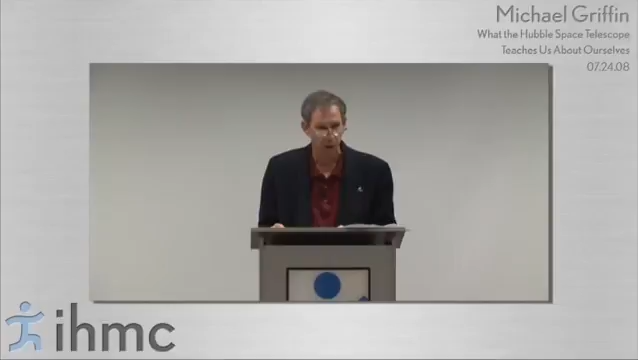 Michael Griffin
What the Hubble Space Telescope
Teaches Us About Ourselves
07.24.08
ihmc